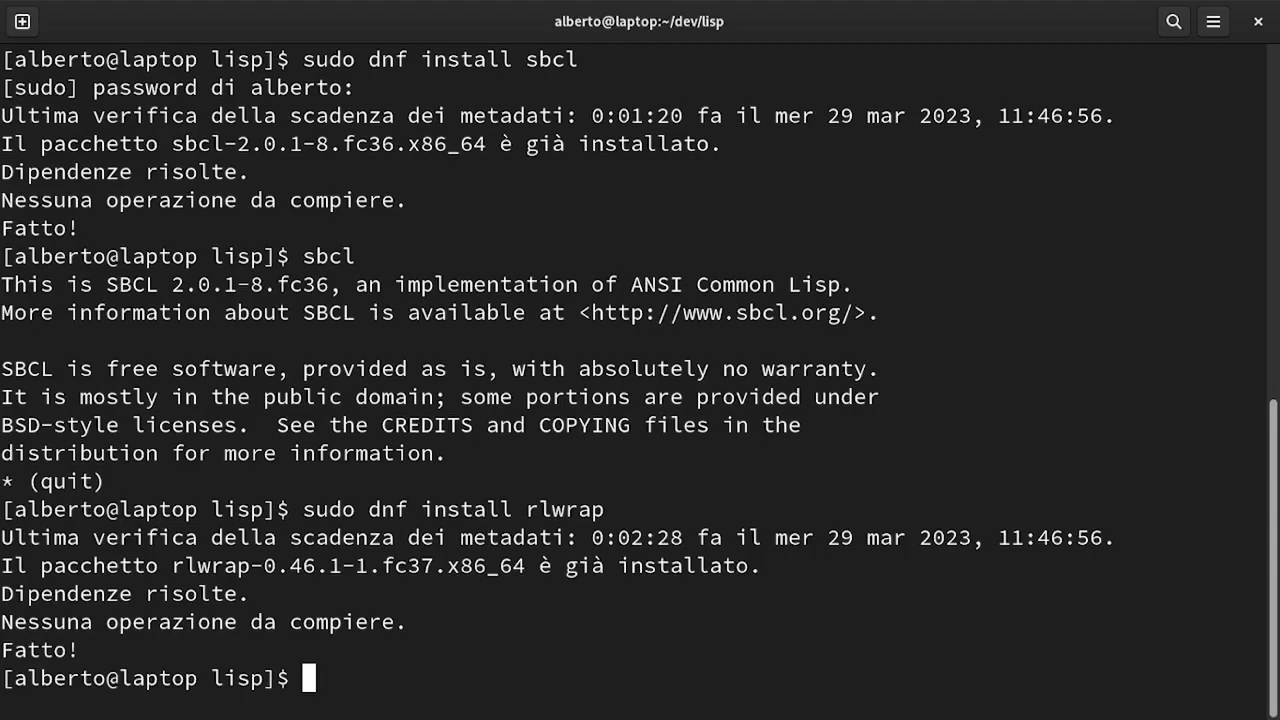 alberto@laptop:~/dev/lisp
[alberto@laptop lisp]$ sudo dnf install sbcl
[sudo] password di alberto:
Ultima verifica della scadenza dei metadati: 0:01:20 fa il mer 29 mar 2023, 11:46:56.
Il pacchetto sbcl-2.0.1-8.fc36.x86_64 è già installato.
Dipendenze risolte.
Nessuna operazione da compiere.
Fatto!
[alberto@laptop lisp]$ sbcl
This is SBCL 2.0.1-8.fc36, an implementation of ANSI Common Lisp.
More information about SBCL is available at <http://www.sbcl.org/>.

SBCL is free software, provided as is, with absolutely no warranty.
It is mostly in the public domain; some portions are provided under
BSD-style licenses.  See the CREDITS and COPYING files in the
distribution for more information.
* (quit)
[alberto@laptop lisp]$ sudo dnf install rlwrap
Ultima verifica della scadenza dei metadati: 0:02:28 fa il mer 29 mar 2023, 11:46:56.
Il pacchetto rlwrap-0.46.1-1.fc37.x86_64 è già installato.
Dipendenze risolte.
Nessuna operazione da compiere.
Fatto!
[alberto@laptop lisp]$